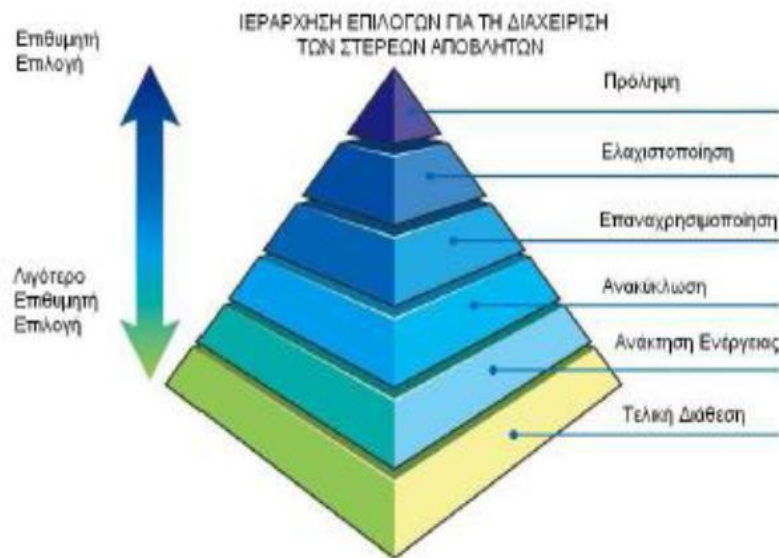 ΙΕΡΑΡΧΗΣΗ ΕΠΙΛΟΓΩΝ ΓΙΑ ΤΗ ΔΙΑΧΕΙΡΙΣΗ
ΤΩΝ ΣΤΕΡΕΩΝ ΑΠΟΒΛΗΤΩΝ
Επιθυμητή
Επιλογή
Πρόληψη
Ελαχιστοποίηση
Επαναχρησιμοποίηση
Λιγότερο
Επιθυμητή
Επιλογή
Ανακύκλωση
Ανάκτηση Ενέργειας
Τελική Διάθεση